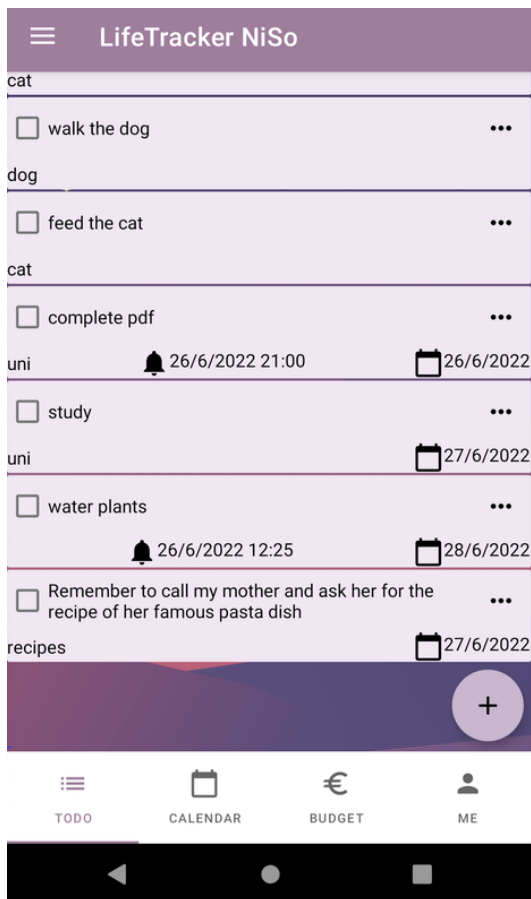 LifeTracker NiSo
cat
walk the dog
dog
feed the cat
cat
complete pdf
uni 26/6/2022 21:00 26/6/2022
study
uni 27/6/2022
water plants
26/6/2022 12:25 28/6/2022
Remember to call my mother and ask her for the
recipe of her famous pasta dish
recipes 27/6/2022
+
TODO CALENDAR BUDGET ME